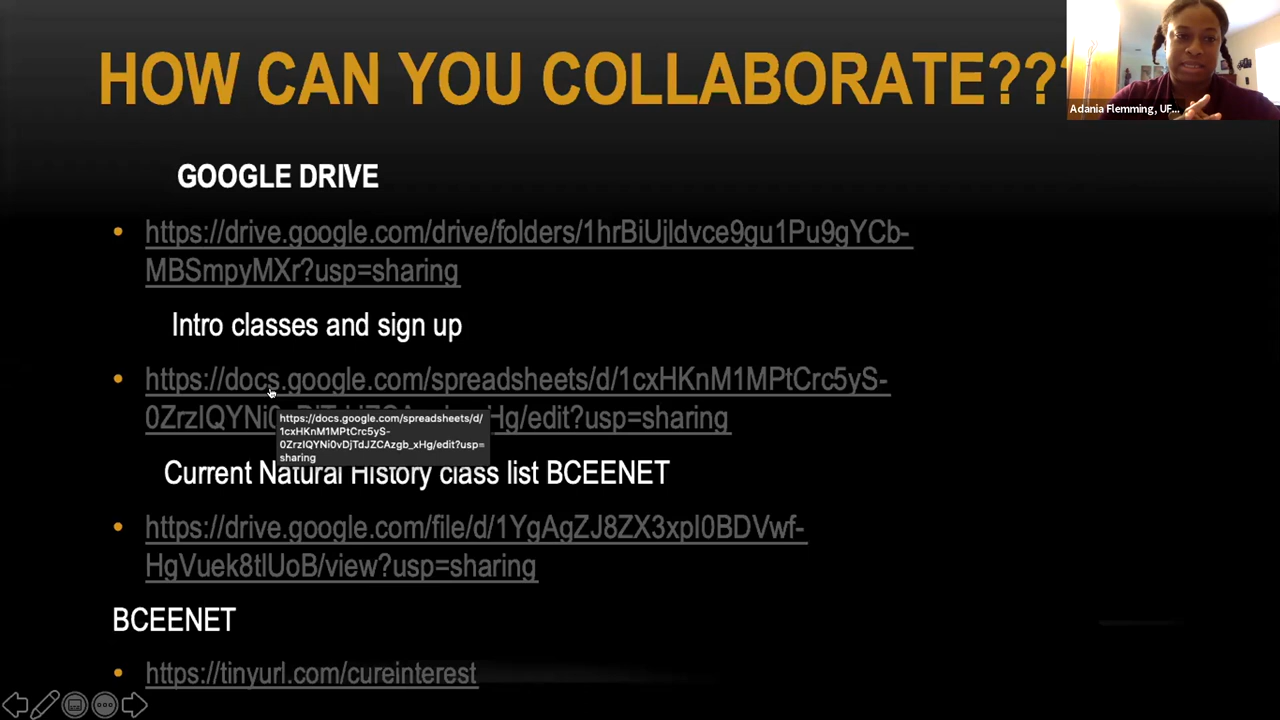 HOW CAN YOU COLLABORATE???
Adania Flemming, UF...
GOOGLE DRIVE
https://drive.google.com/drive/folders/1hrBiUjldvce9gu1Pu9gYCb-
MBSmpyMXr?usp=sharing
Intro classes and sign up
https://docs.google.com/spreadsheets/d/1cxHKnM1MPtCrc5yS-
0ZrzIQYNi0vDjTdJZCAzgb_xHg/edit?usp=sharing
https://docs.google.com/spreadsheets/d/
1cxHKnM1MPtCrc5yS-
0ZrzIQYNi0vDjTdJZCAzgb_xHg/edit?usp=
sharing
Current Natural History class list BCEENET
https://drive.google.com/file/d/1YgAgZJ8ZX3xpI0BDVwf-
HgVuek8tlUoB/view?usp=sharing
BCEENET
https://tinyurl.com/cureinterest